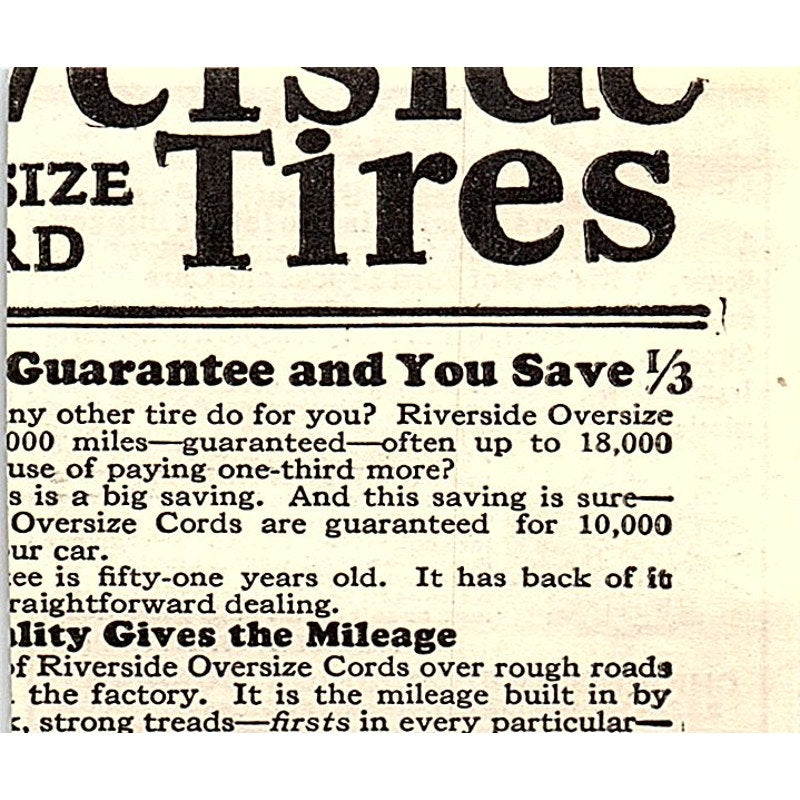 verside
SIZE
RD
Tires
Guarantee and You Save 1/3
ny other tire do for you? Riverside Oversize
000 miles—guaranteed—often up to 18,000
use of paying one-third more?
s is a big saving. And this saving is sure—
Oversize Cords are guaranteed for 10,000
ur car.
ee is fifty-one years old. It has back of it
raightforward dealing.
ality Gives the Mileage
of Riverside Oversize Cords over rough roads
the factory. It is the mileage built in by
k, strong treads—firsts in every particular—